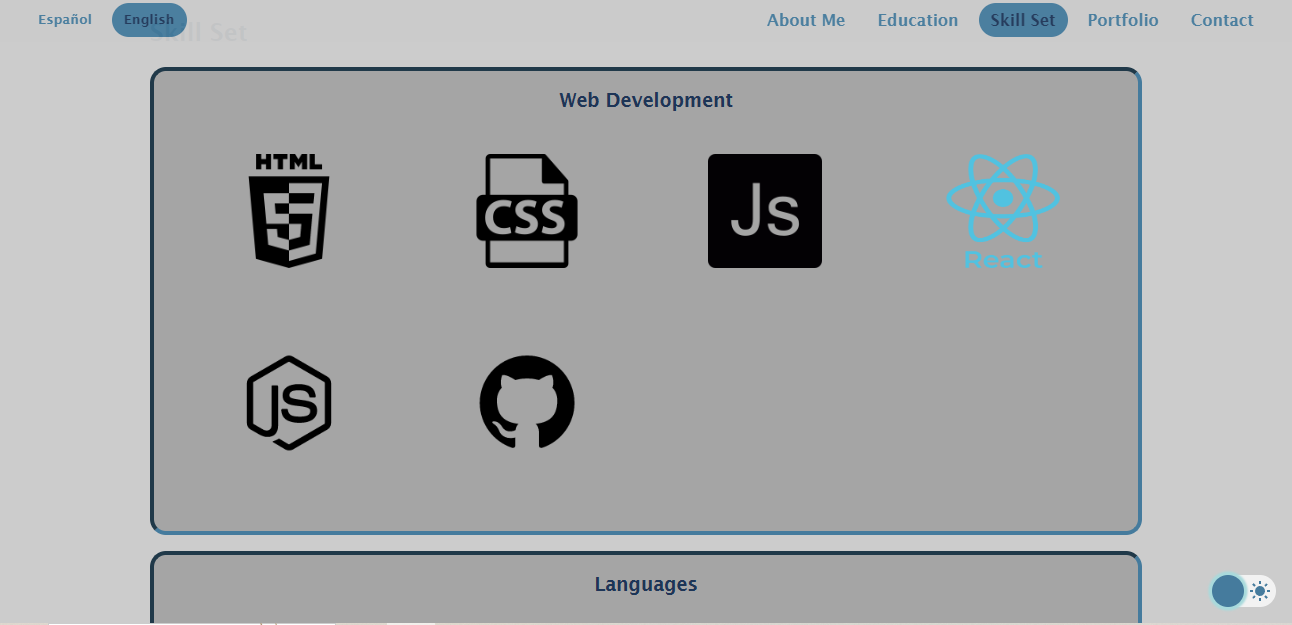 Español English About Me Education Skill Set Portfolio Contact
Skill Set
Web Development
HTML
5
CSS
Js
React
JS
Languages